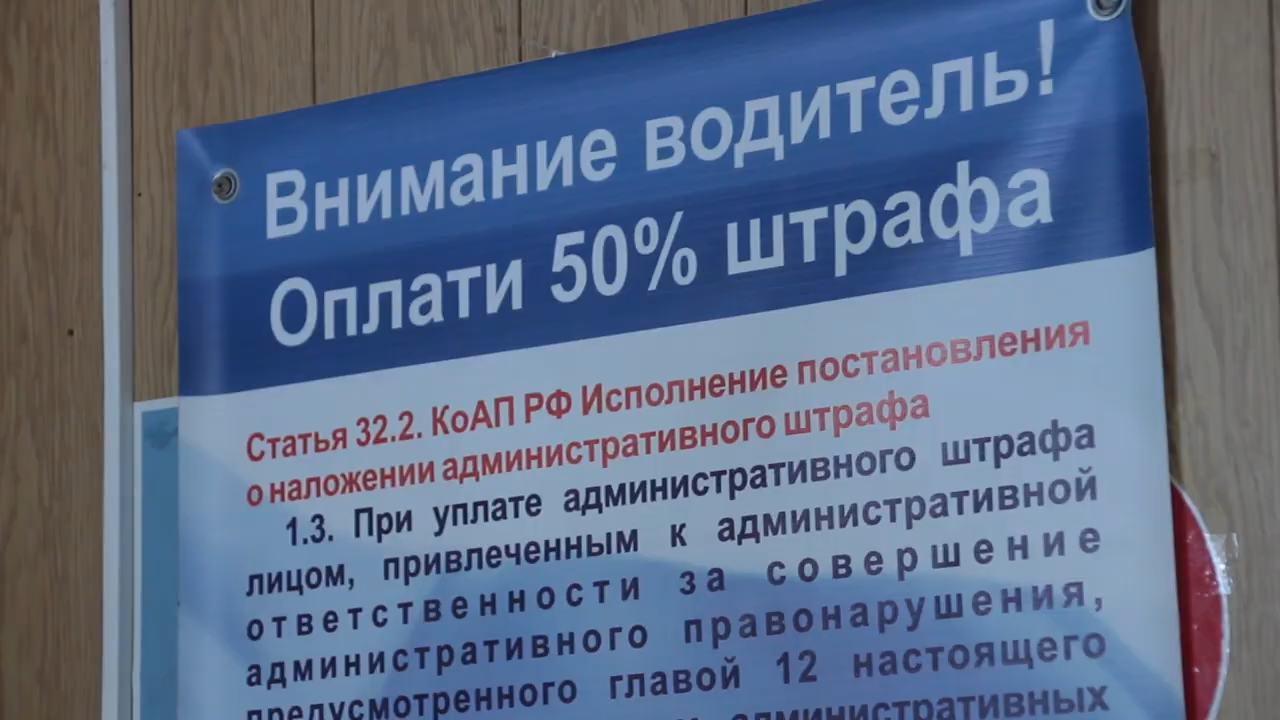 Внимание водитель!
Оплати 50% штрафа
Статья 32.2. КоАП РФ Исполнение постановления
о наложении административного штрафа
1.3. При уплате административного штрафа
лицом, привлеченным к административной
ответственности за совершение
административного правонарушения,
предусмотренного главой 12 настоящего
административных